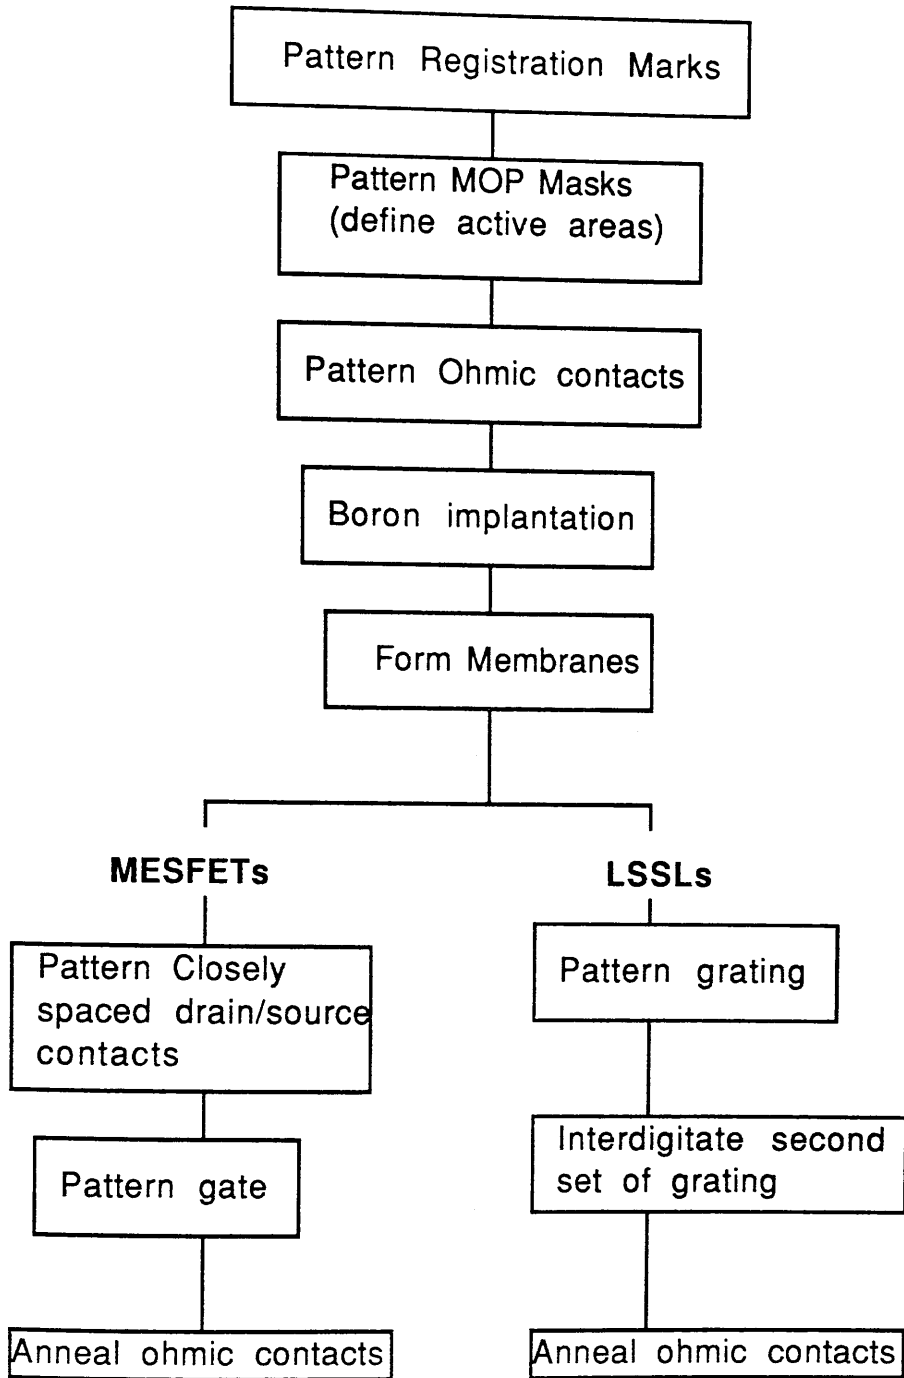 Pattern Registration Marks
Pattern MOP Masks
(define active areas)
Pattern Ohmic contacts
Boron implantation
Form Membranes
MESFETs
Pattern Closely
spaced drain/source
contacts
Pattern gate
Anneal ohmic contacts
LSSLs
Pattern grating
Interdigitate second
set of grating
Anneal ohmic contacts